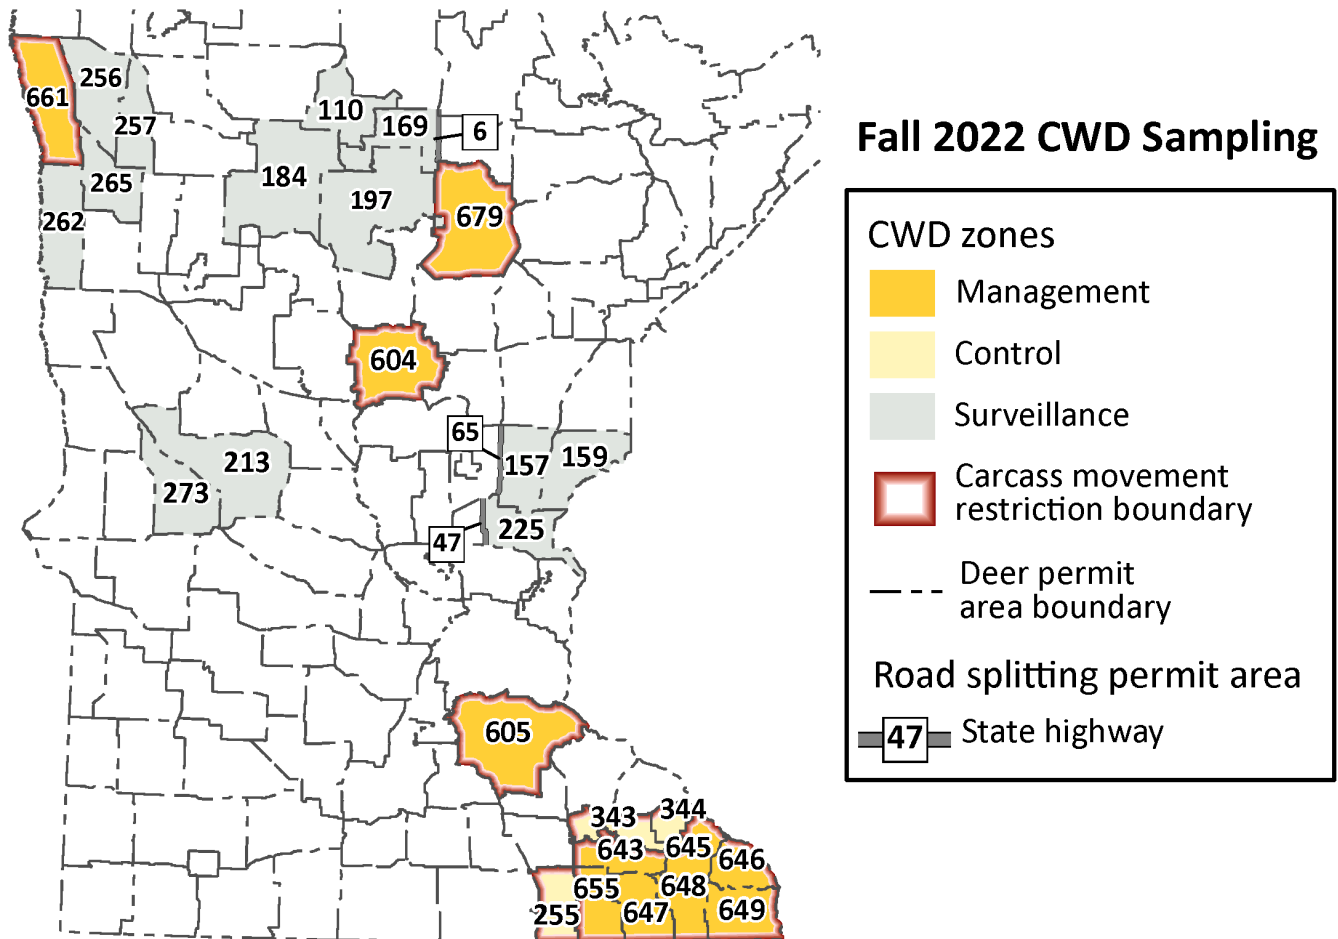 Fall 2022 CWD Sampling
CWD zones
Management
Control
Surveillance
Carcass movement
restriction boundary
Deer permit
area boundary
Road splitting permit area
47 State highway
256
661
110
257
169
6
265
184
197
262
679
604
65
213
157
159
273
225
47
605
343
344
643
645
646
655
648
255
647
649